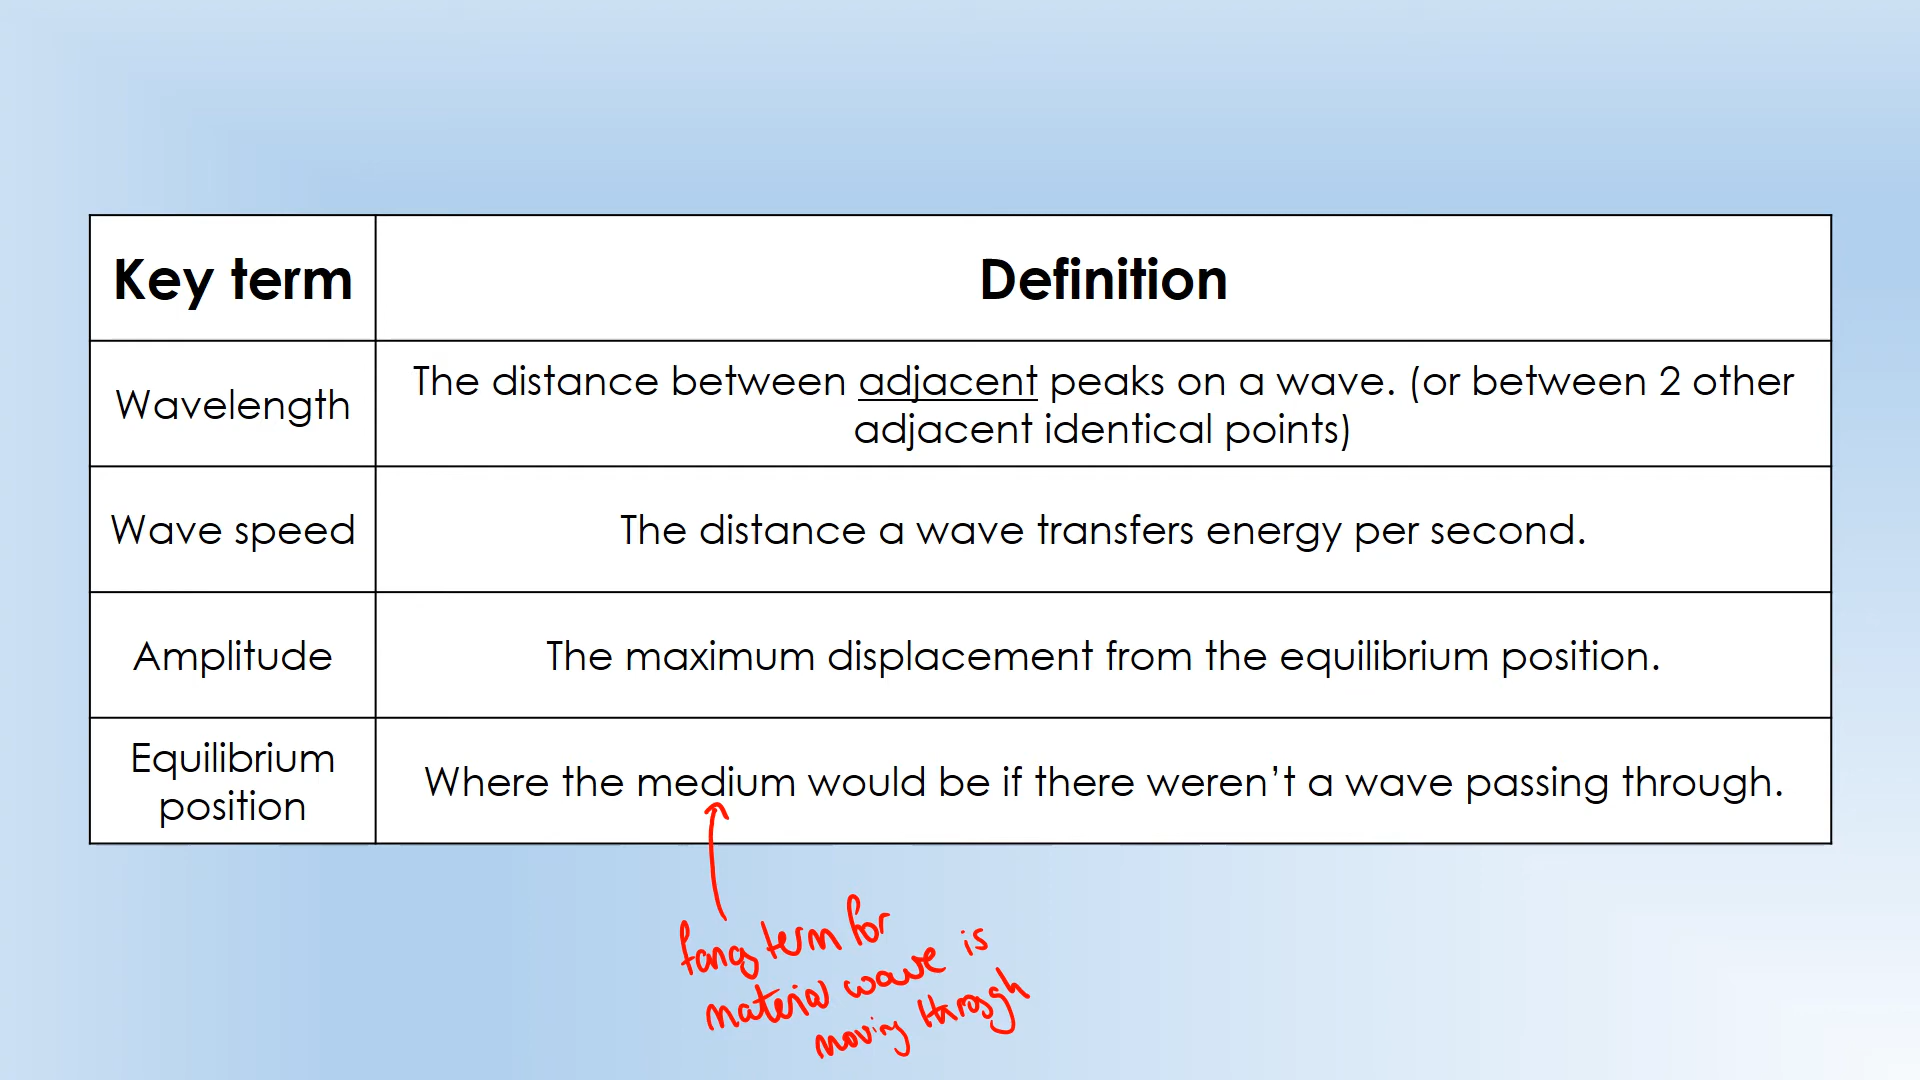 Key term
Definition
Wavelength
The distance between adjacent peaks on a wave. (or between 2 other
adjacent identical points)
Wave speed
The distance a wave transfers energy per second.
Amplitude
The maximum displacement from the equilibrium position.
Equilibrium
position
Where the medium would be if there weren’t a wave passing through.
fancy term for
material wave is
moving through